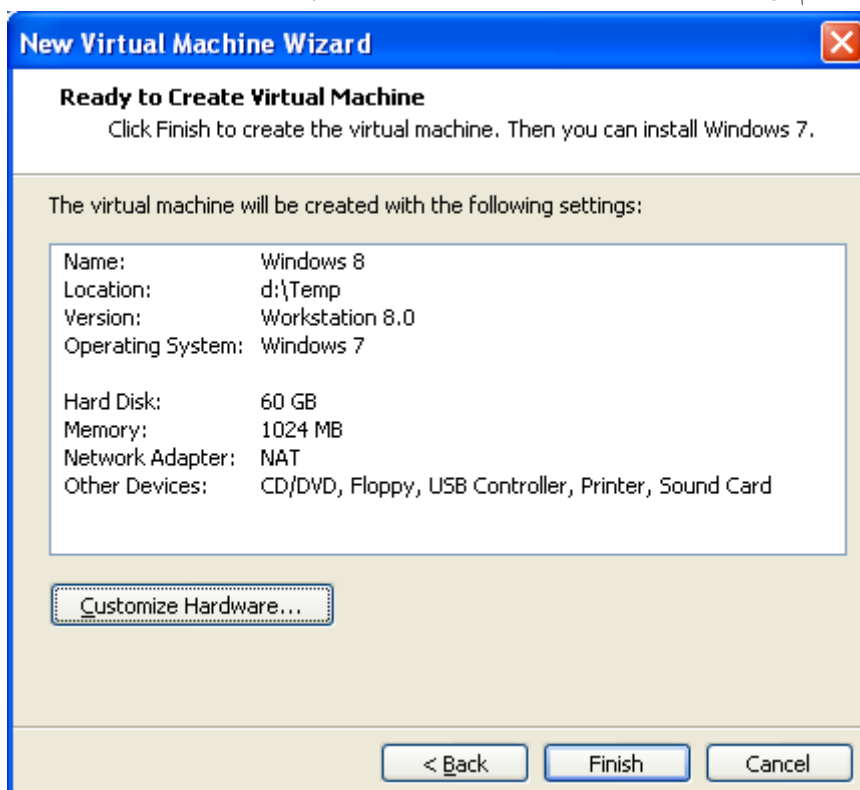 New Virtual Machine Wizard
Ready to Create Virtual Machine
Click Finish to create the virtual machine. Then you can install Windows 7.
The virtual machine will be created with the following settings:
Name: Windows 8
Location: d:\Temp
Version: Workstation 8.0
Operating System: Windows 7
Hard Disk: 60 GB
Memory: 1024 MB
Network Adapter: NAT
Other Devices: CD/DVD, Floppy, USB Controller, Printer, Sound Card
Customize Hardware...
< Back Finish Cancel